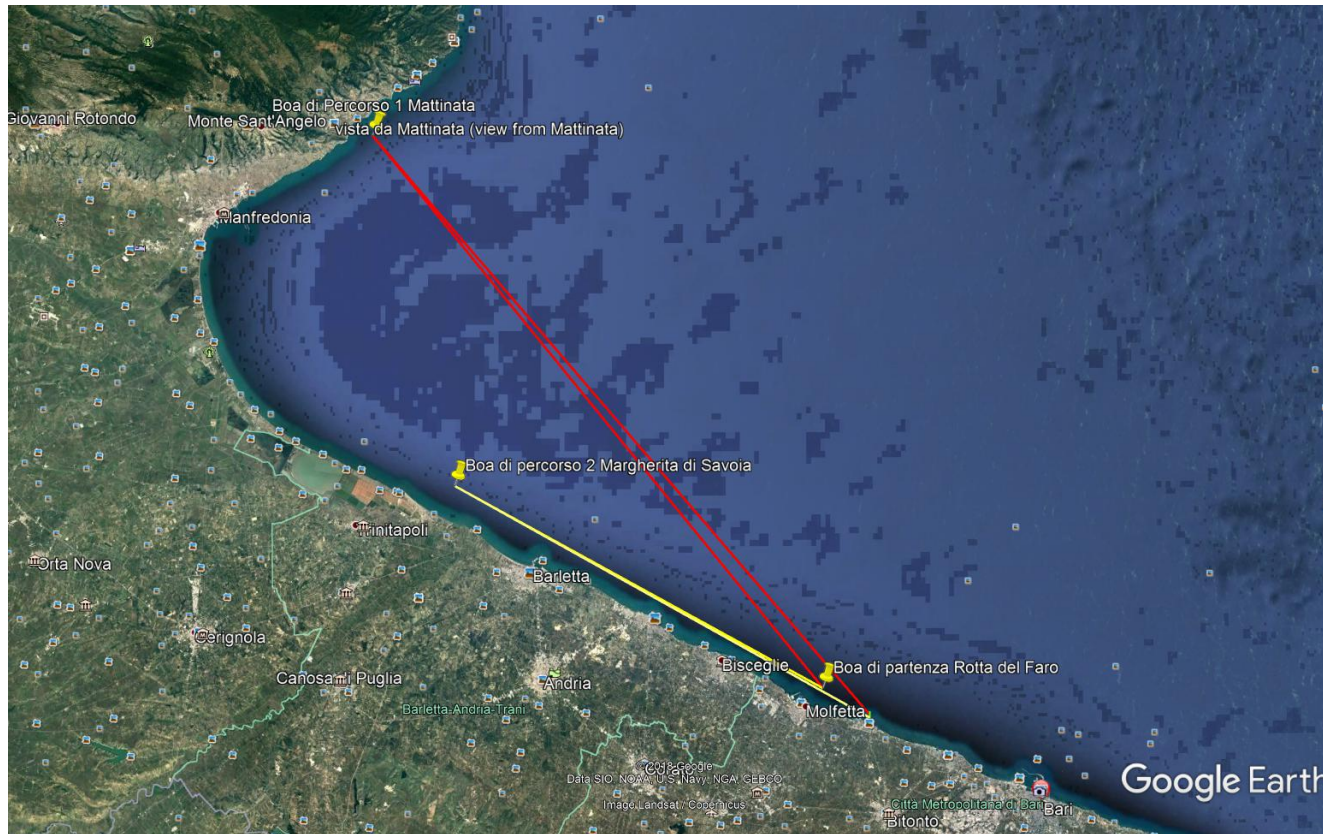 Boa di Percorso 1 Mattinata
Giovanni Rotondo
Monte Sant'Angelo
vista da Mattinata (view from Mattinata)
Manfredonia
Boa di percorso 2 Margherita di Savoia
Trinitapoli
Orta Nova
Barletta
Cerignola
Bisceglie
Boa di partenza Rotta del Faro
Canosa di Puglia
Andria
Barletta-Andria-Trani
Molfetta
Corato
© 2018 Google
Data SIO, NOAA, U.S. Navy, NGA, GEBCO
Image Landsat / Copernicus
Google Earth
Città Metropolitana di Bari
Bari
Bitonto